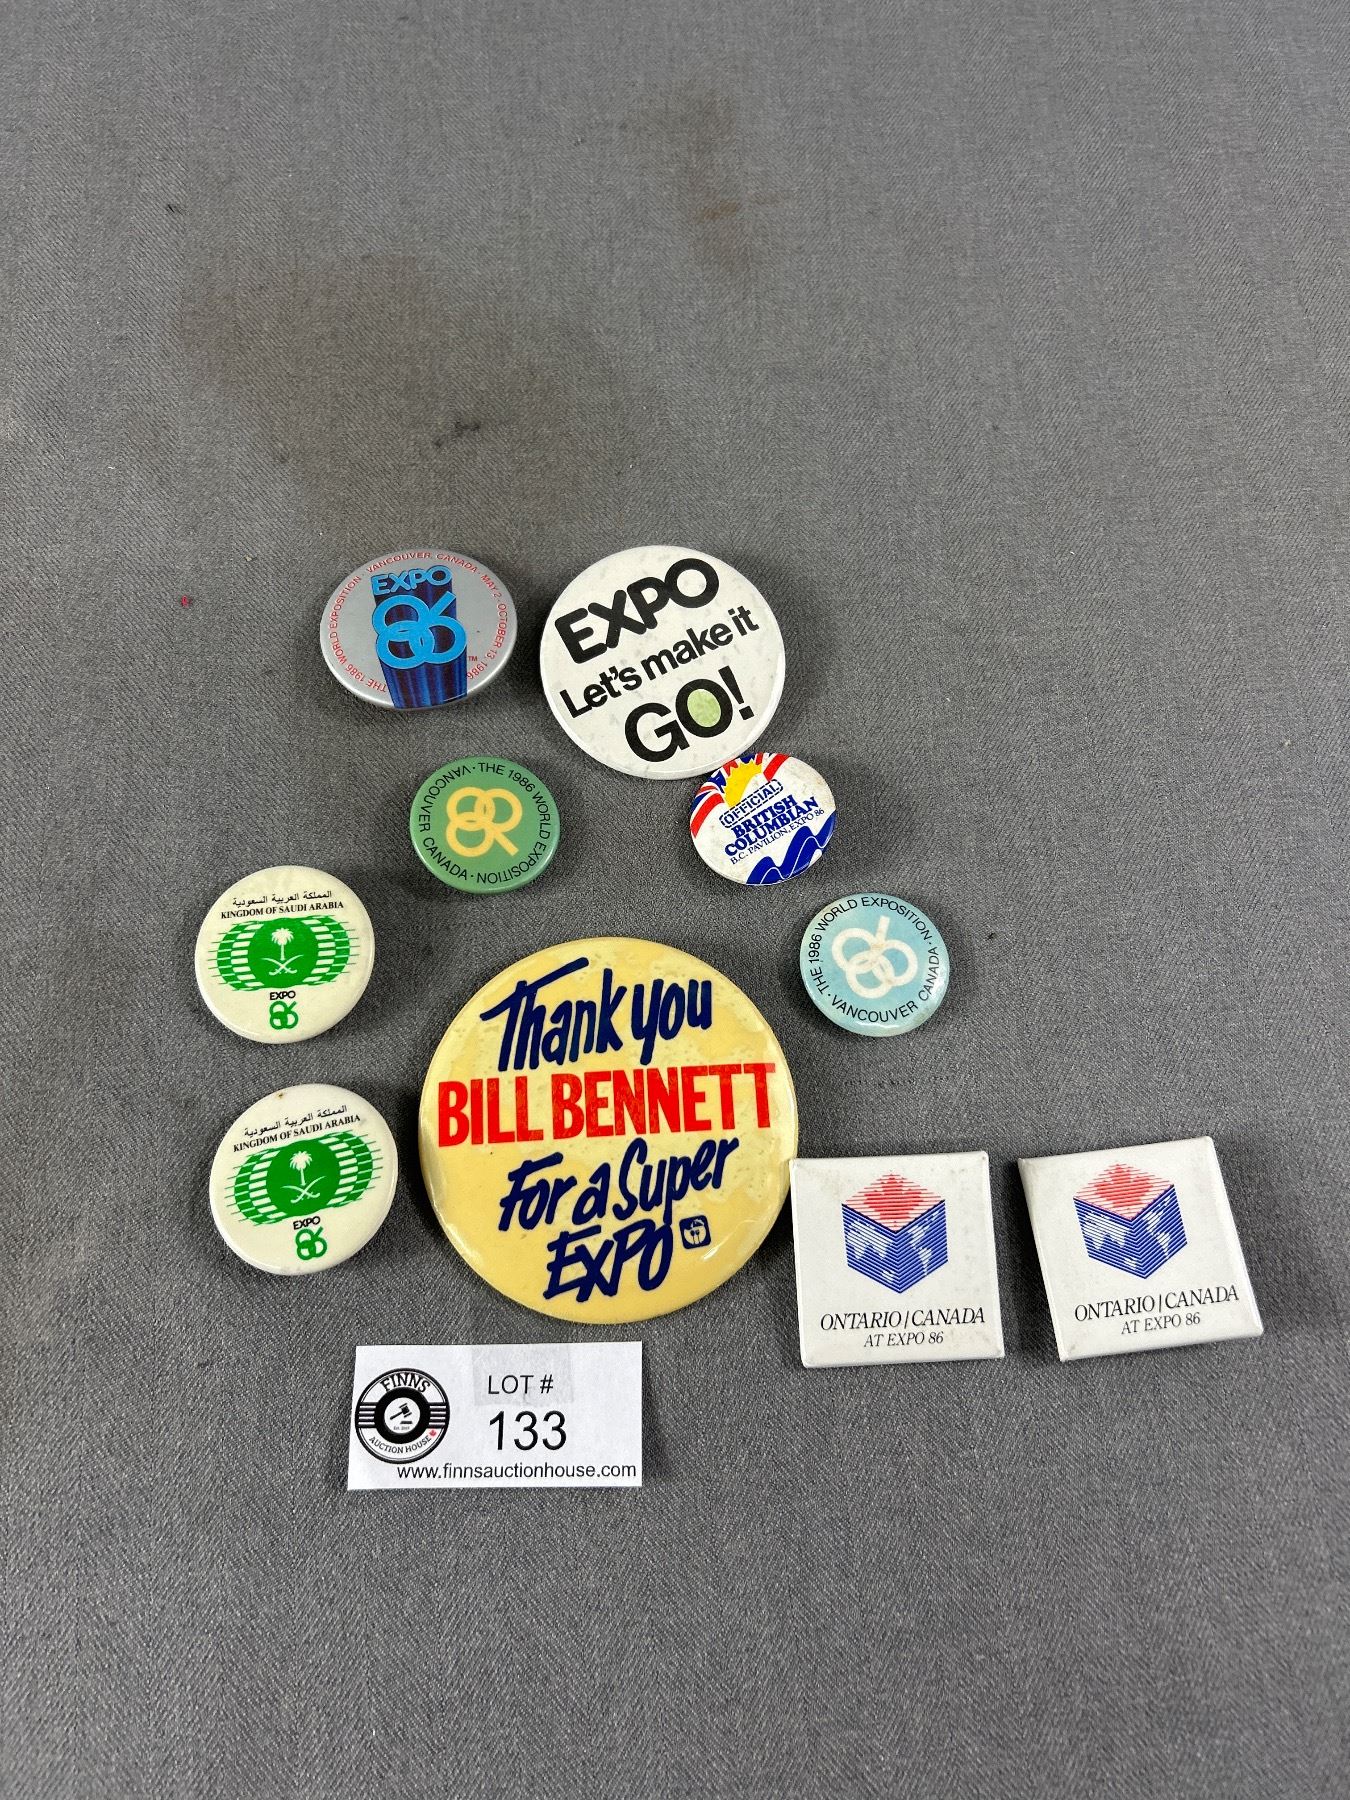 EXPO
86
THE 1986 WORLD EXPOSITION VANCOUVER, CANADA, MAY 2 - OCTOBER 13, 1986
TM
EXPO
Let's make it
GO!
86
THE 1986 WORLD EXPOSITION · VANCOUVER CANADA ·
OFFICIAL
BRITISH
COLUMBIAN
B.C. PAVILION, EXPO 86
المملكة العربية السعودية
KINGDOM OF SAUDI ARABIA
EXPO
86
86
· THE 1986 WORLD EXPOSITION · VANCOUVER CANADA
Thank you
BILL BENNETT
For a Super
EXPO
المملكة العربية السعودية
KINGDOM OF SAUDI ARABIA
EXPO
86
ONTARIO/CANADA
AT EXPO 86
ONTARIO/CANADA
AT EXPO 86
FINNS
AUCTION HOUSE
LOT #
133
www.finnsauctionhouse.com